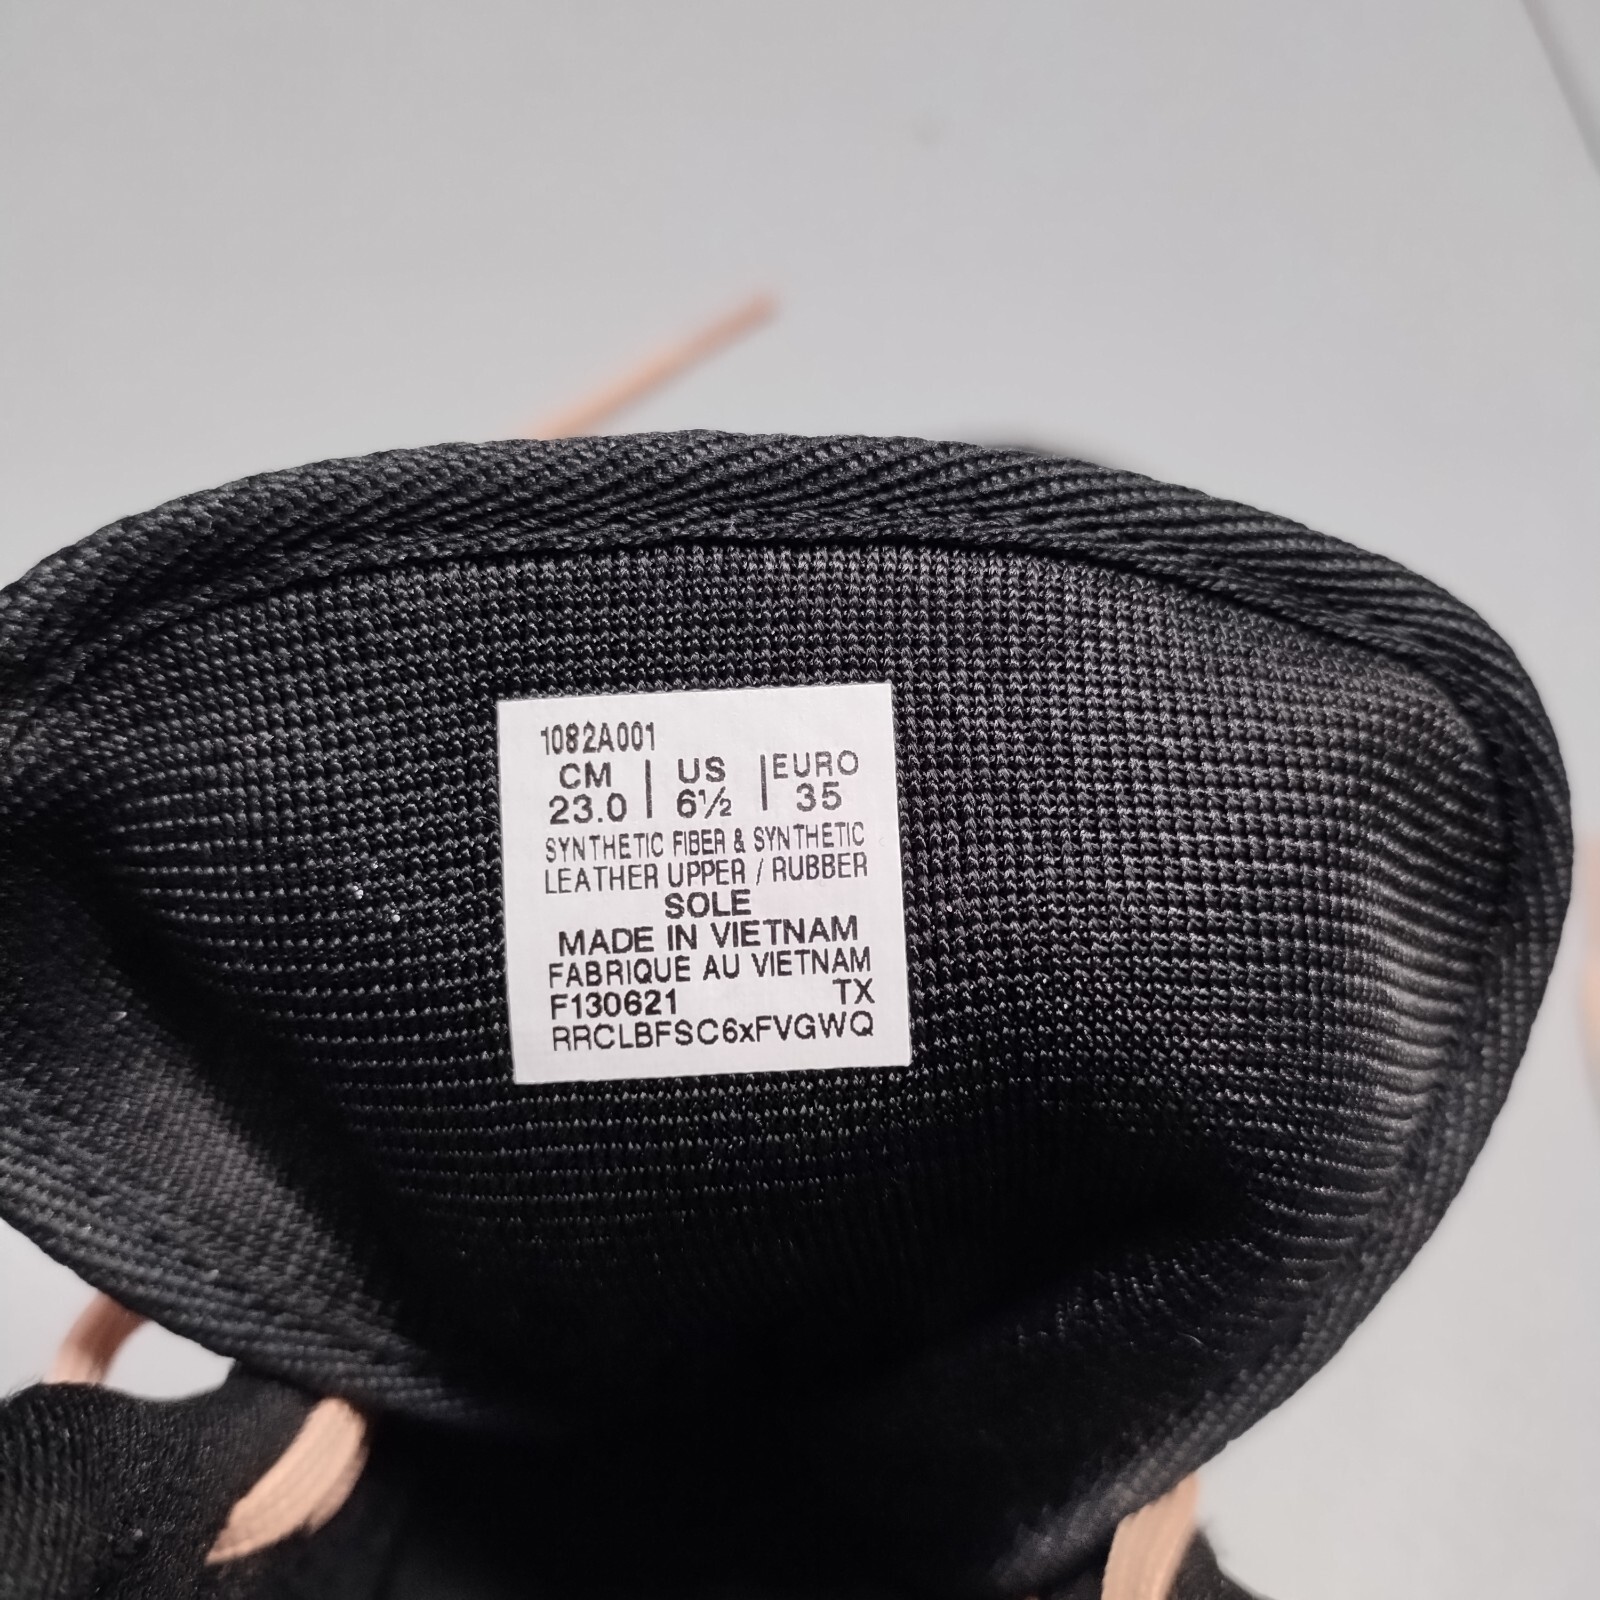 1082A001
CM | US | EURO
23.0 | 6½ | 35
SYNTHETIC FIBER & SYNTHETIC
LEATHER UPPER / RUBBER
SOLE
MADE IN VIETNAM
FABRIQUE AU VIETNAM
F130621 TX
RRCLBFSC6xFVGWQ